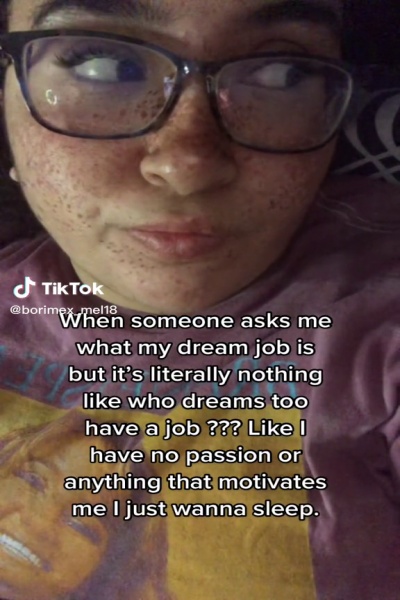 TikTok
@borimex_mel18
When someone asks me
what my dream job is
but it's literally nothing
like who dreams too
have a job ??? Like I
have no passion or
anything that motivates
me I just wanna sleep.